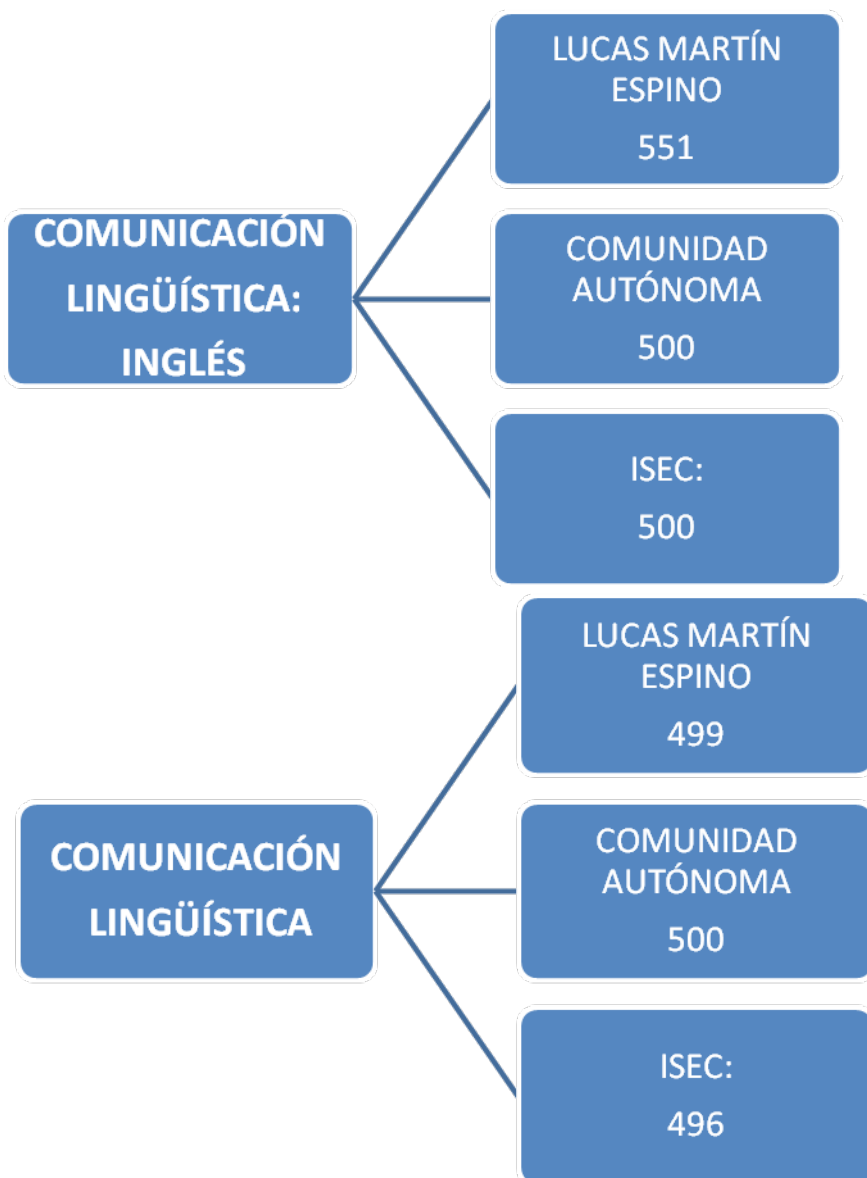 COMUNICACIÓN
LINGÜÍSTICA:
INGLÉS
LUCAS MARTÍN
ESPINO
551
COMUNIDAD
AUTÓNOMA
500
ISEC:
500
COMUNICACIÓN
LINGÜÍSTICA
LUCAS MARTÍN
ESPINO
499
COMUNIDAD
AUTÓNOMA
500
ISEC:
496